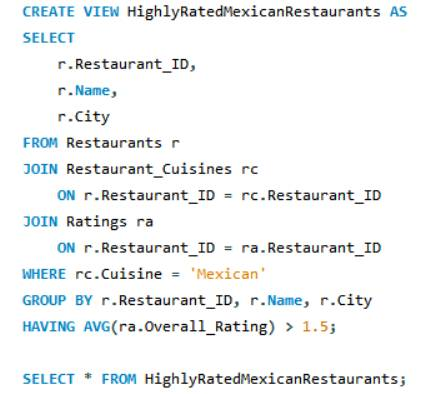 CREATE VIEW HighlyRatedMexicanRestaurants AS
SELECT
    r.Restaurant_ID,
    r.Name,
    r.City
FROM Restaurants r
JOIN Restaurant_Cuisines rc
    ON r.Restaurant_ID = rc.Restaurant_ID
JOIN Ratings ra
    ON r.Restaurant_ID = ra.Restaurant_ID
WHERE rc.Cuisine = 'Mexican'
GROUP BY r.Restaurant_ID, r.Name, r.City
HAVING AVG(ra.Overall_Rating) > 1.5;

SELECT * FROM HighlyRatedMexicanRestaurants;